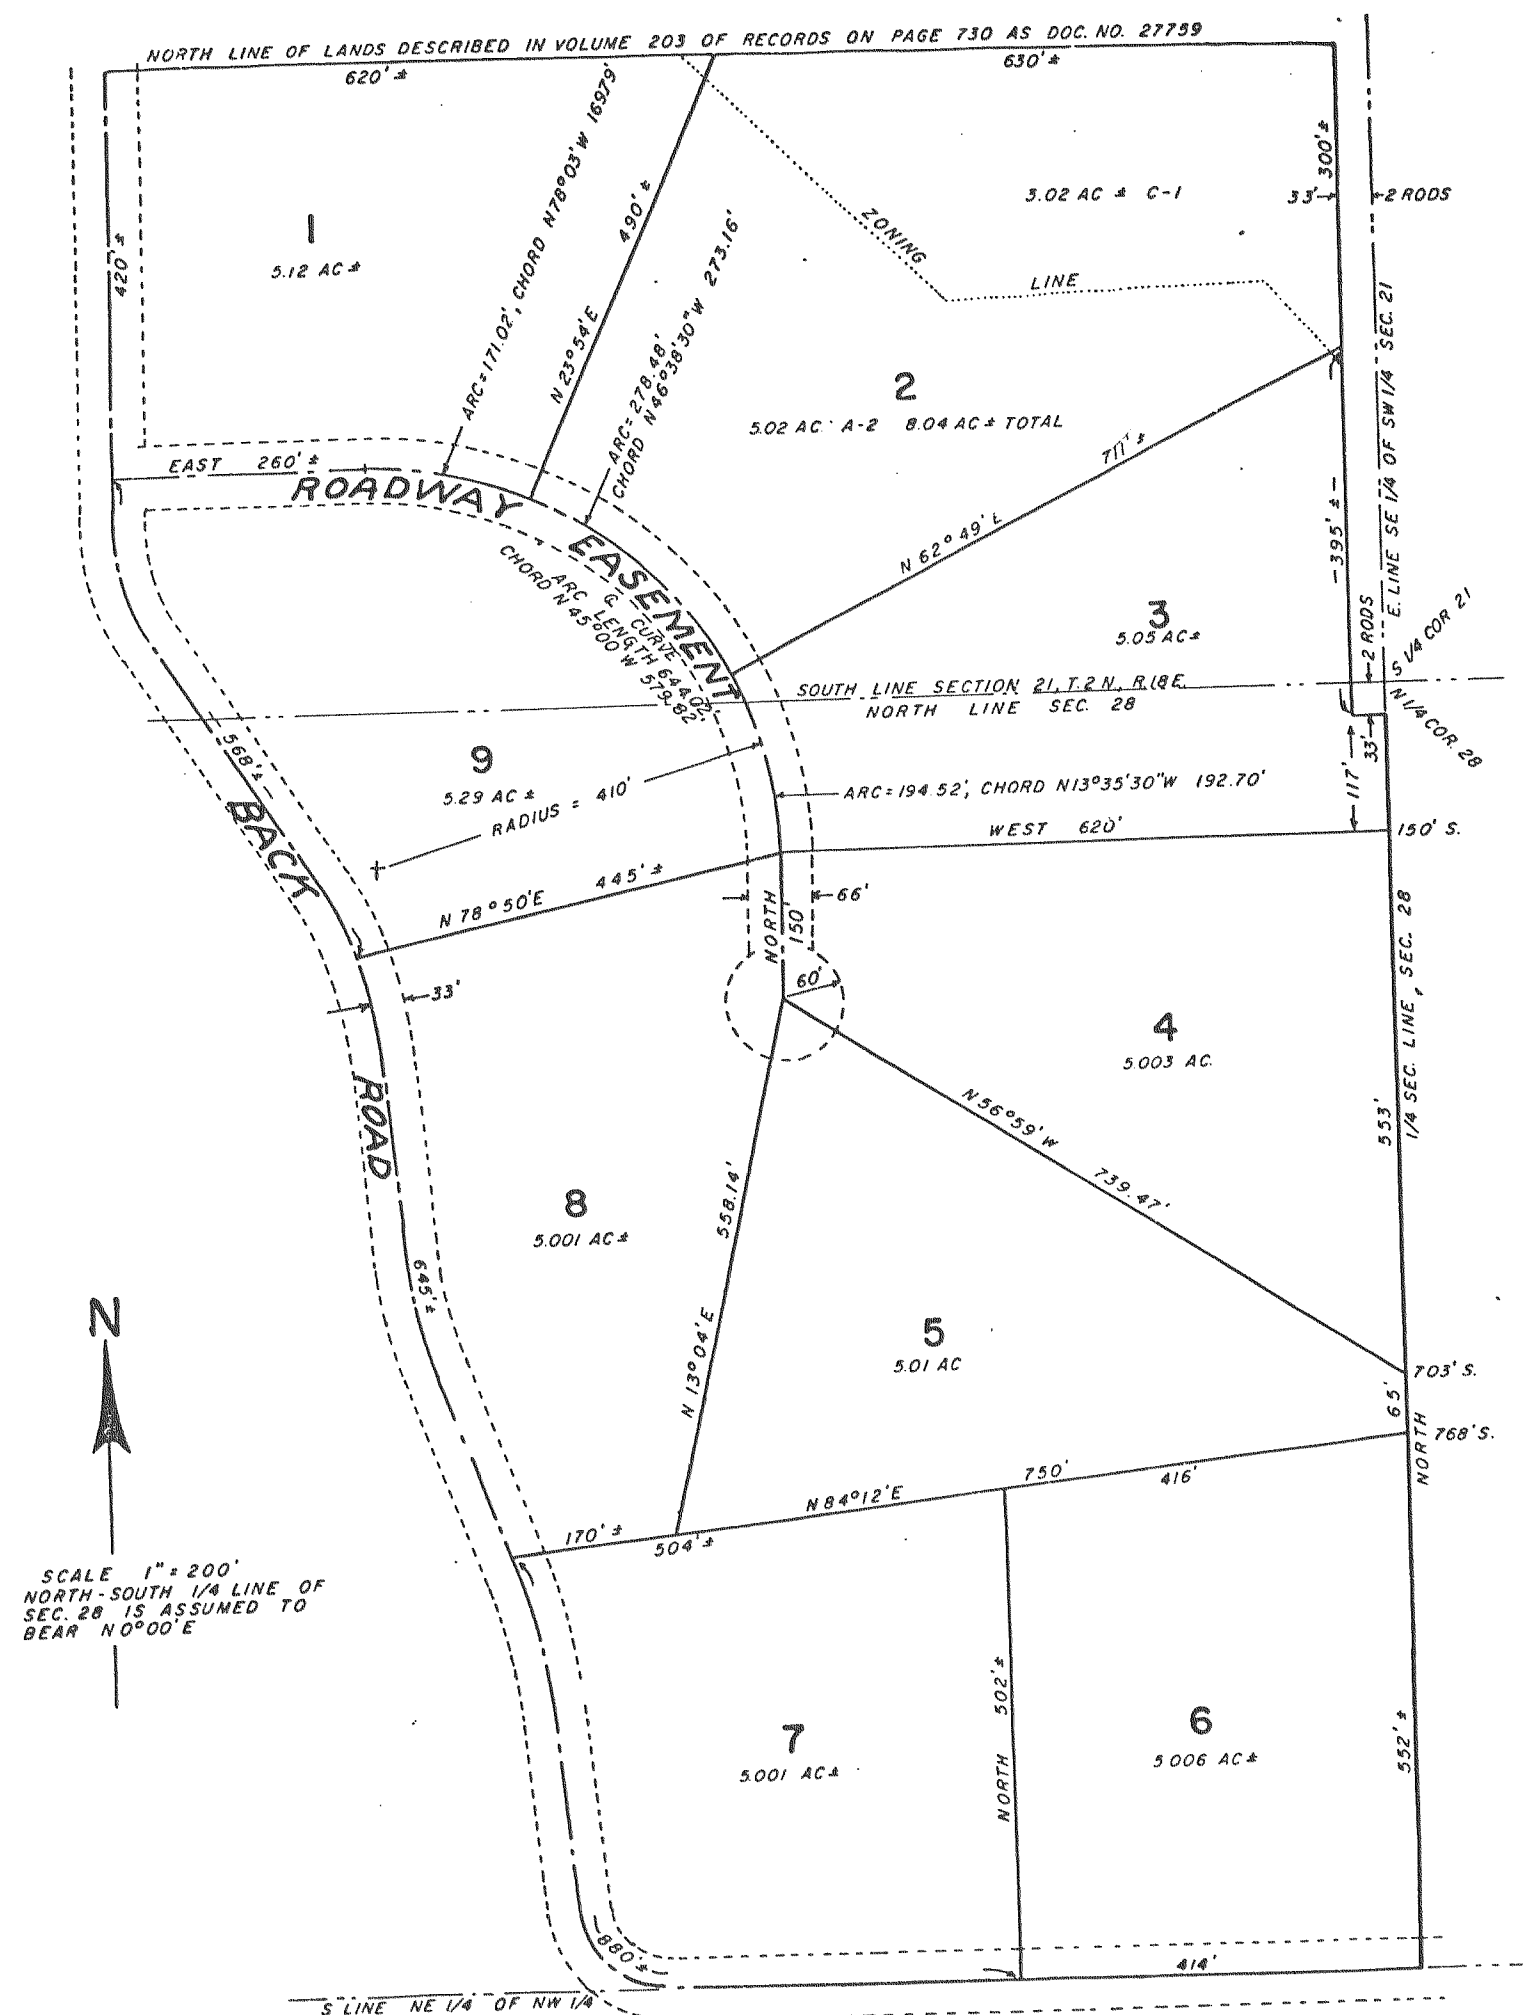 NORTH LINE OF LANDS DESCRIBED IN VOLUME 203 OF RECORDS ON PAGE 730 AS DOC. NO. 27759
620' ±
630' ±
420' ±
1
5.12 AC ±
ARC = 171.02', CHORD N78°03'W 169.79'
490' ±
N 23°54'E
ARC = 278.48'
CHORD N46°38'30"W 273.16'
ZONING
LINE
3.02 AC ± C-1
300' ±
33'
2 RODS
E. LINE SE 1/4 OF SW 1/4 SEC. 21
2
5.02 AC. A-2 8.04 AC ± TOTAL
711' ±
N 62° 49' E
395' ±
EAST 260' ±
ROADWAY EASEMENT
℄ CURVE
ARC LENGTH 644.02'
CHORD N 45°00' W 579.82'
3
5.05 AC ±
2 RODS
S 1/4 COR 21
N 1/4 COR. 28
SOUTH LINE SECTION 21, T. 2 N., R. 18 E.
NORTH LINE SEC. 28
33'
117'
568' ±
9
5.29 AC ±
RADIUS = 410'
ARC = 194.52', CHORD N13°35'30"W 192.70'
WEST 620'
150' S.
BACK ROAD
N 78°50'E 445' ±
66'
NORTH 150'
60'
33'
1/4 SEC. LINE, SEC. 28
4
5.003 AC.
553'
N 56°59' W 739.47'
8
5.001 AC ±
558.14'
N 13°04' E
645' ±
5
5.01 AC
703' S.
65'
768' S.
NORTH
N
750'
416'
N 84°12' E
170' ±
504' ±
SCALE 1" = 200'
NORTH-SOUTH 1/4 LINE OF
SEC. 28 IS ASSUMED TO
BEAR N 0°00' E
NORTH 502' ±
7
5.001 AC ±
6
5.006 AC ±
552' ±
880' ±
414'
S LINE NE 1/4 OF NW 1/4